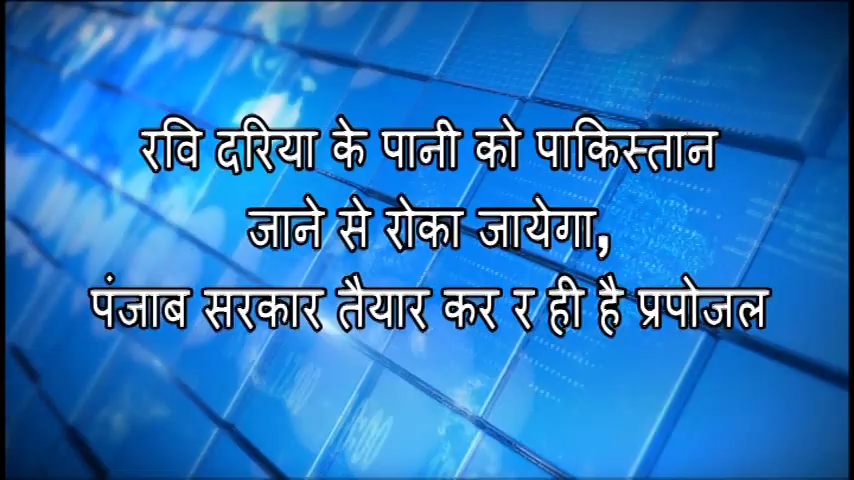 रवि दरिया के पानी को पाकिस्तान
जाने से रोका जायेगा,
पंजाब सरकार तैयार कर र ही है प्रपोजल